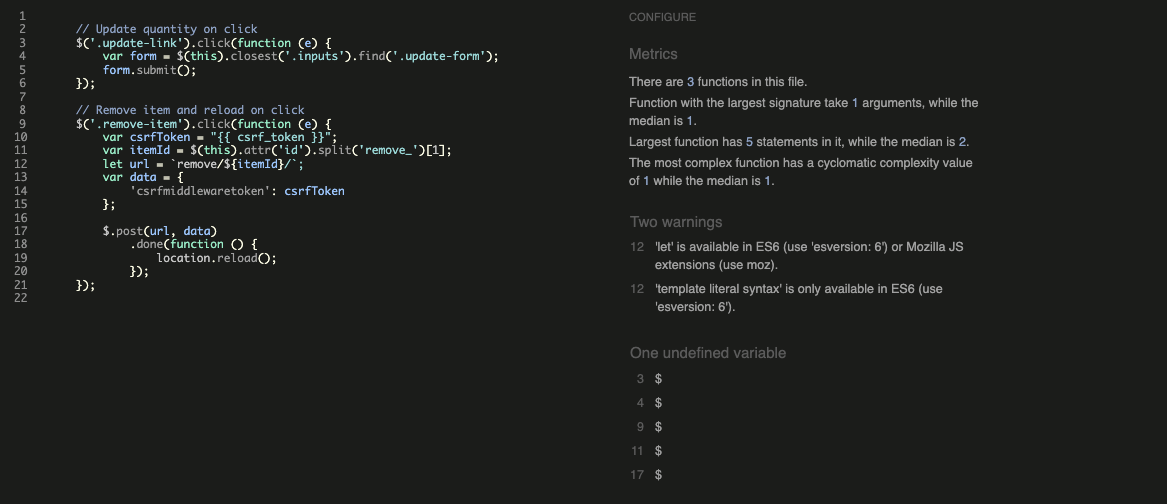 1
2 // Update quantity on click
3 $('.update-link').click(function (e) {
4 var form = $(this).closest('.inputs').find('.update-form');
5 form.submit();
6 });
7
8 // Remove item and reload on click
9 $('.remove-item').click(function (e) {
10 var csrfToken = "{{ csrf_token }}";
11 var itemId = $(this).attr('id').split('remove_')[1];
12 let url = `remove/${itemId}/`;
13 var data = {
14 'csrfmiddlewaretoken': csrfToken
15 };
16
17 $.post(url, data)
18 .done(function () {
19 location.reload();
20 });
21 });
22
CONFIGURE
Metrics
There are 3 functions in this file.
Function with the largest signature take 1 arguments, while the
median is 1.
Largest function has 5 statements in it, while the median is 2.
The most complex function has a cyclomatic complexity value
of 1 while the median is 1.
Two warnings
12 'let' is available in ES6 (use 'esversion: 6') or Mozilla JS
extensions (use moz).
12 'template literal syntax' is only available in ES6 (use
'esversion: 6').
One undefined variable
3 $
4 $
9 $
11 $
17 $